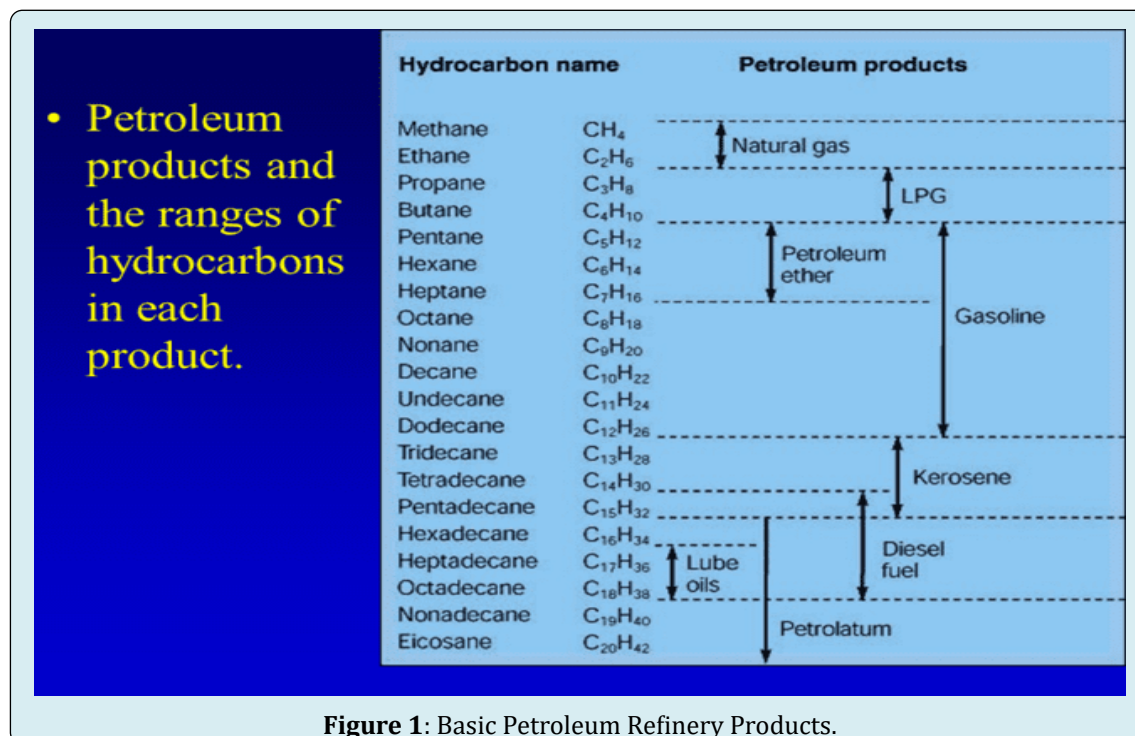 • Petroleum
products and
the ranges of
hydrocarbons
in each
product.
Hydrocarbon name Petroleum products
Methane CH₄
Natural gas
Ethane C₂H₆
Propane C₃H₈
LPG
Butane C₄H₁₀
Pentane C₅H₁₂
Petroleum
ether
Hexane C₆H₁₄
Heptane C₇H₁₆
Octane C₈H₁₈
Gasoline
Nonane C₉H₂₀
Decane C₁₀H₂₂
Undecane C₁₁H₂₄
Dodecane C₁₂H₂₆
Tridecane C₁₃H₂₈
Kerosene
Tetradecane C₁₄H₃₀
Pentadecane C₁₅H₃₂
Hexadecane C₁₆H₃₄
Diesel
fuel
Heptadecane C₁₇H₃₆
Lube
oils
Octadecane C₁₈H₃₈
Nonadecane C₁₉H₄₀
Petrolatum
Eicosane C₂₀H₄₂
Figure 1: Basic Petroleum Refinery Products.